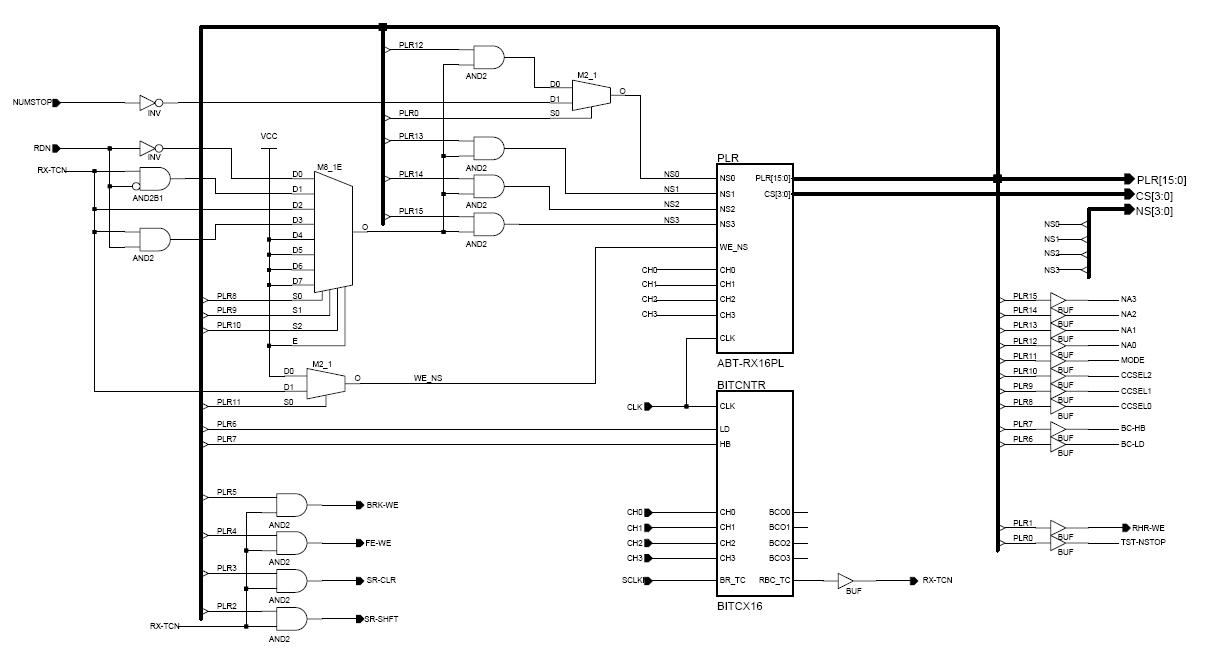 PLR12
AND2
M2_1
D0
D1
S0
O
NUMSTOP
INV
PLR0
PLR13
AND2
RDN
INV
VCC
RX-TCN
AND2B1
M8_1E
D0
D1
D2
D3
D4
D5
D6
D7
S0
S1
S2
E
O
AND2
PLR14
AND2
PLR15
AND2
PLR8
PLR9
PLR10
NS0
NS1
NS2
NS3
PLR
NS0
NS1
NS2
NS3
WE_NS
CH0
CH1
CH2
CH3
CLK
PLR[15:0]
CS[3:0]
ABT-RX16PL
CH0
CH1
CH2
CH3
PLR[15:0]
CS[3:0]
NS[3:0]
NS0
NS1
NS2
NS3
PLR15 BUF NA3
PLR14 BUF NA2
PLR13 BUF NA1
PLR12 BUF NA0
PLR11 BUF MODE
PLR10 BUF CCSEL2
PLR9 BUF CCSEL1
PLR8 BUF CCSEL0
PLR7 BUF BC-HB
PLR6 BUF BC-LD
PLR1 BUF RHR-WE
PLR0 BUF TST-NSTOP
M2_1
D0
D1
S0
O
WE_NS
PLR11
PLR6
PLR7
CLK
BITCNTR
CLK
LD
HB
CH0
CH1
CH2
CH3
BR_TC
BCO0
BCO1
BCO2
BCO3
RBC_TC
BITCX16
CH0
CH1
CH2
CH3
SCLK
BUF
RX-TCN
PLR5
AND2
BRK-WE
PLR4
AND2
FE-WE
PLR3
AND2
SR-CLR
PLR2
AND2
SR-SHFT
RX-TCN